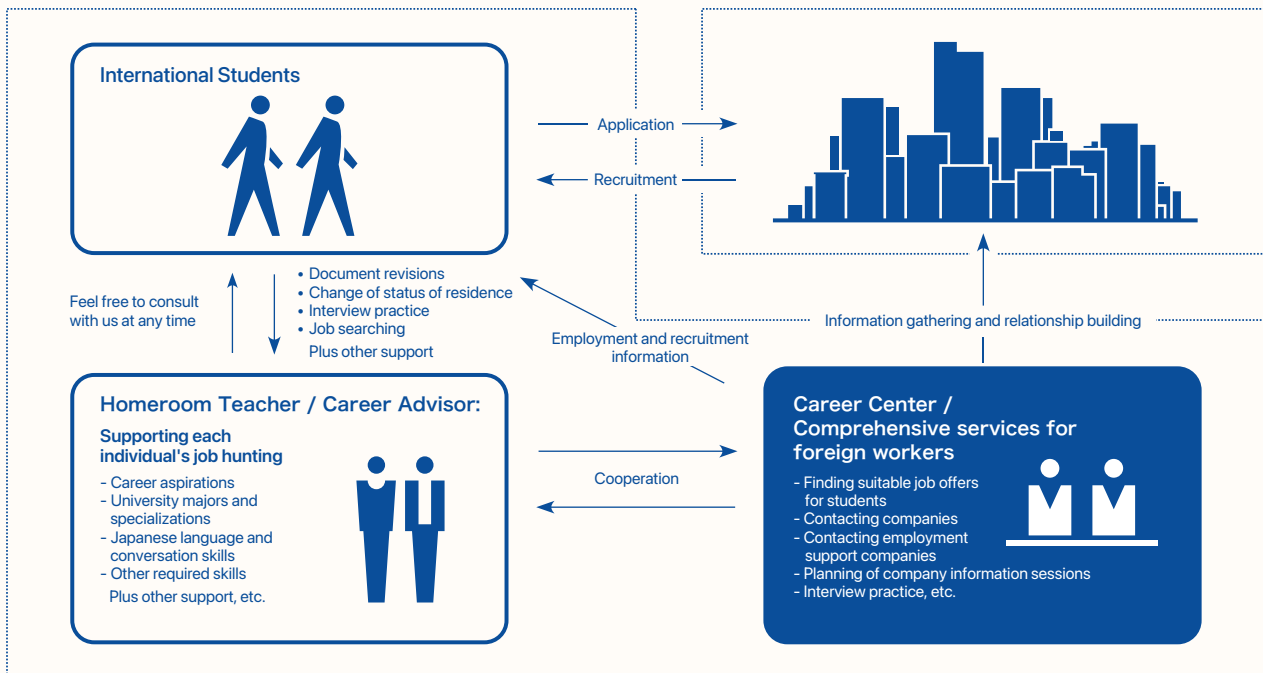 International Students
Application
Recruitment
Feel free to consult
with us at any time
• Document revisions
• Change of status of residence
• Interview practice
• Job searching
Plus other support
Employment and recruitment
information
Information gathering and relationship building
Homeroom Teacher / Career Advisor:
Supporting each
individual's job hunting
- Career aspirations
- University majors and
specializations
- Japanese language and
conversation skills
- Other required skills
Plus other support, etc.
Cooperation
Career Center /
Comprehensive services for
foreign workers
- Finding suitable job offers
for students
- Contacting companies
- Contacting employment
support companies
- Planning of company information sessions
- Interview practice, etc.